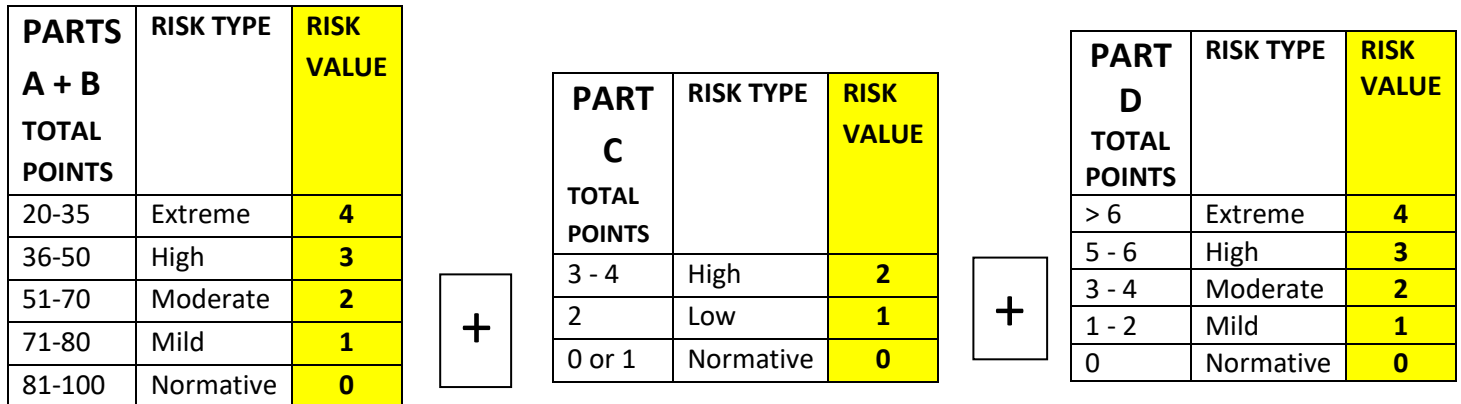 PARTS A + B TOTAL POINTS RISK TYPE RISK VALUE
20-35 Extreme 4
36-50 High 3
51-70 Moderate 2
71-80 Mild 1
81-100 Normative 0
+
PART C TOTAL POINTS RISK TYPE RISK VALUE
3 - 4 High 2
2 Low 1
0 or 1 Normative 0
+
PART D TOTAL POINTS RISK TYPE RISK VALUE
> 6 Extreme 4
5 - 6 High 3
3 - 4 Moderate 2
1 - 2 Mild 1
0 Normative 0